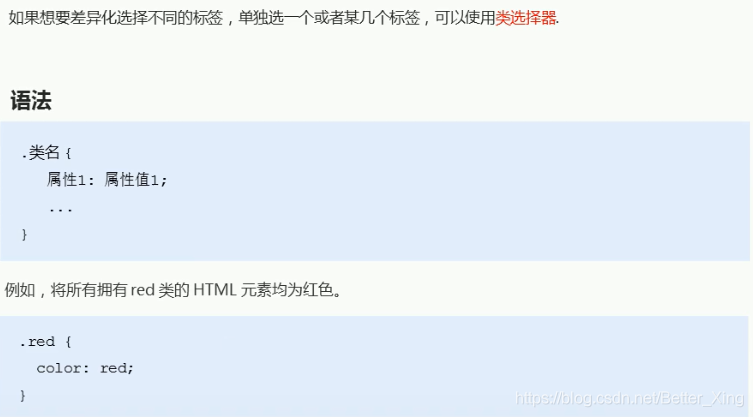 如果想要差异化选择不同的标签，单独选一个或者某几个标签，可以使用类选择器.
语法
.类名 {
属性1: 属性值1;
...
}
例如，将所有拥有 red 类的 HTML 元素均为红色。
.red {
color: red;
}
https://blog.csdn.net/Better_Xing